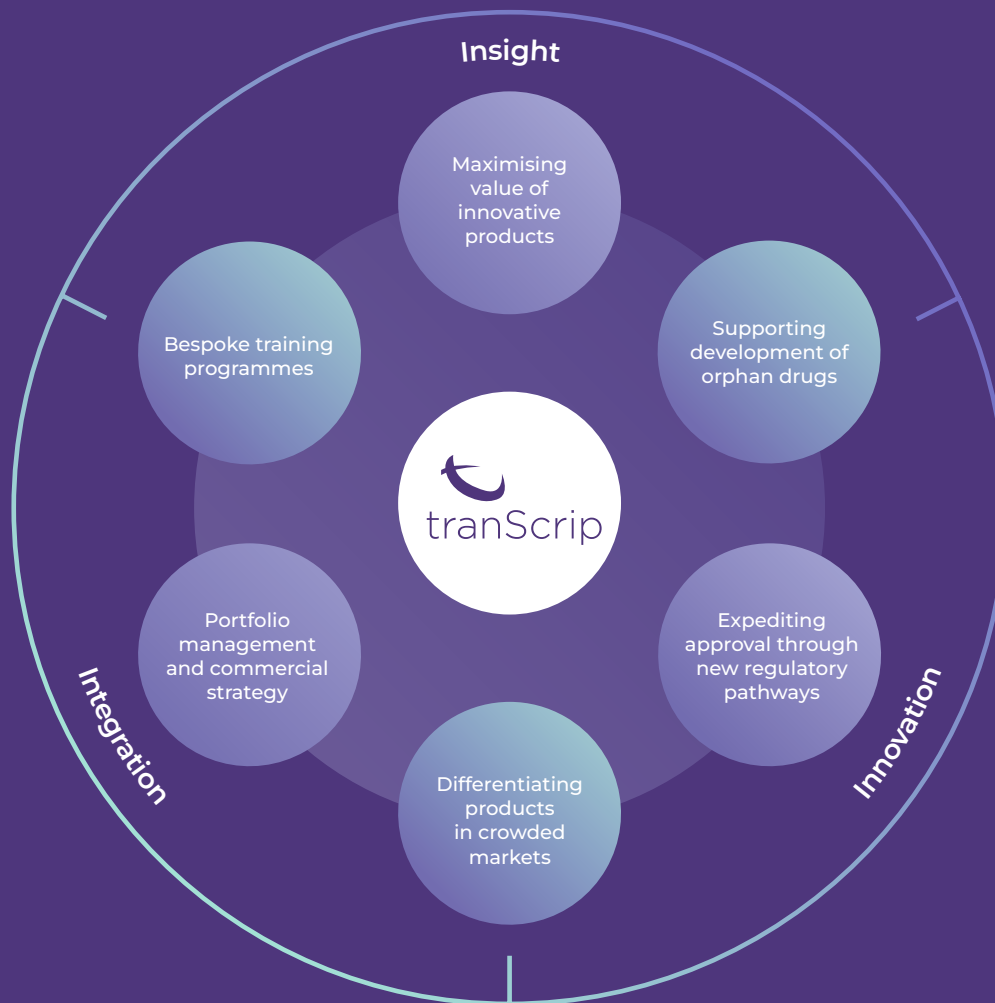 Insight
Maximising
value of
innovative
products
Bespoke training
programmes
Supporting
development of
orphan drugs
tranScrip
Portfolio
management
and commercial
strategy
Expediting
approval through
new regulatory
pathways
Integration
Innovation
Differentiating
products
in crowded
markets